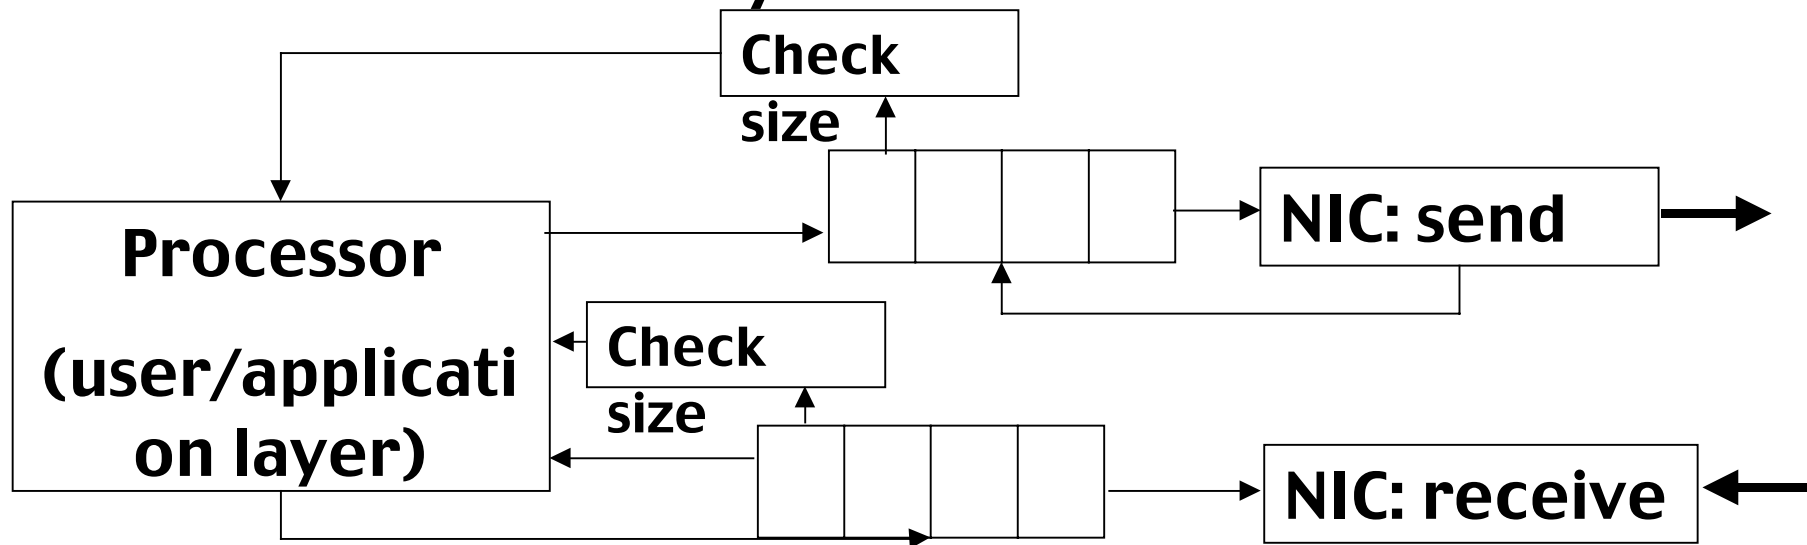 Check
size
NIC: send
Processor
(user/applicati
on layer)
Check
size
NIC: receive